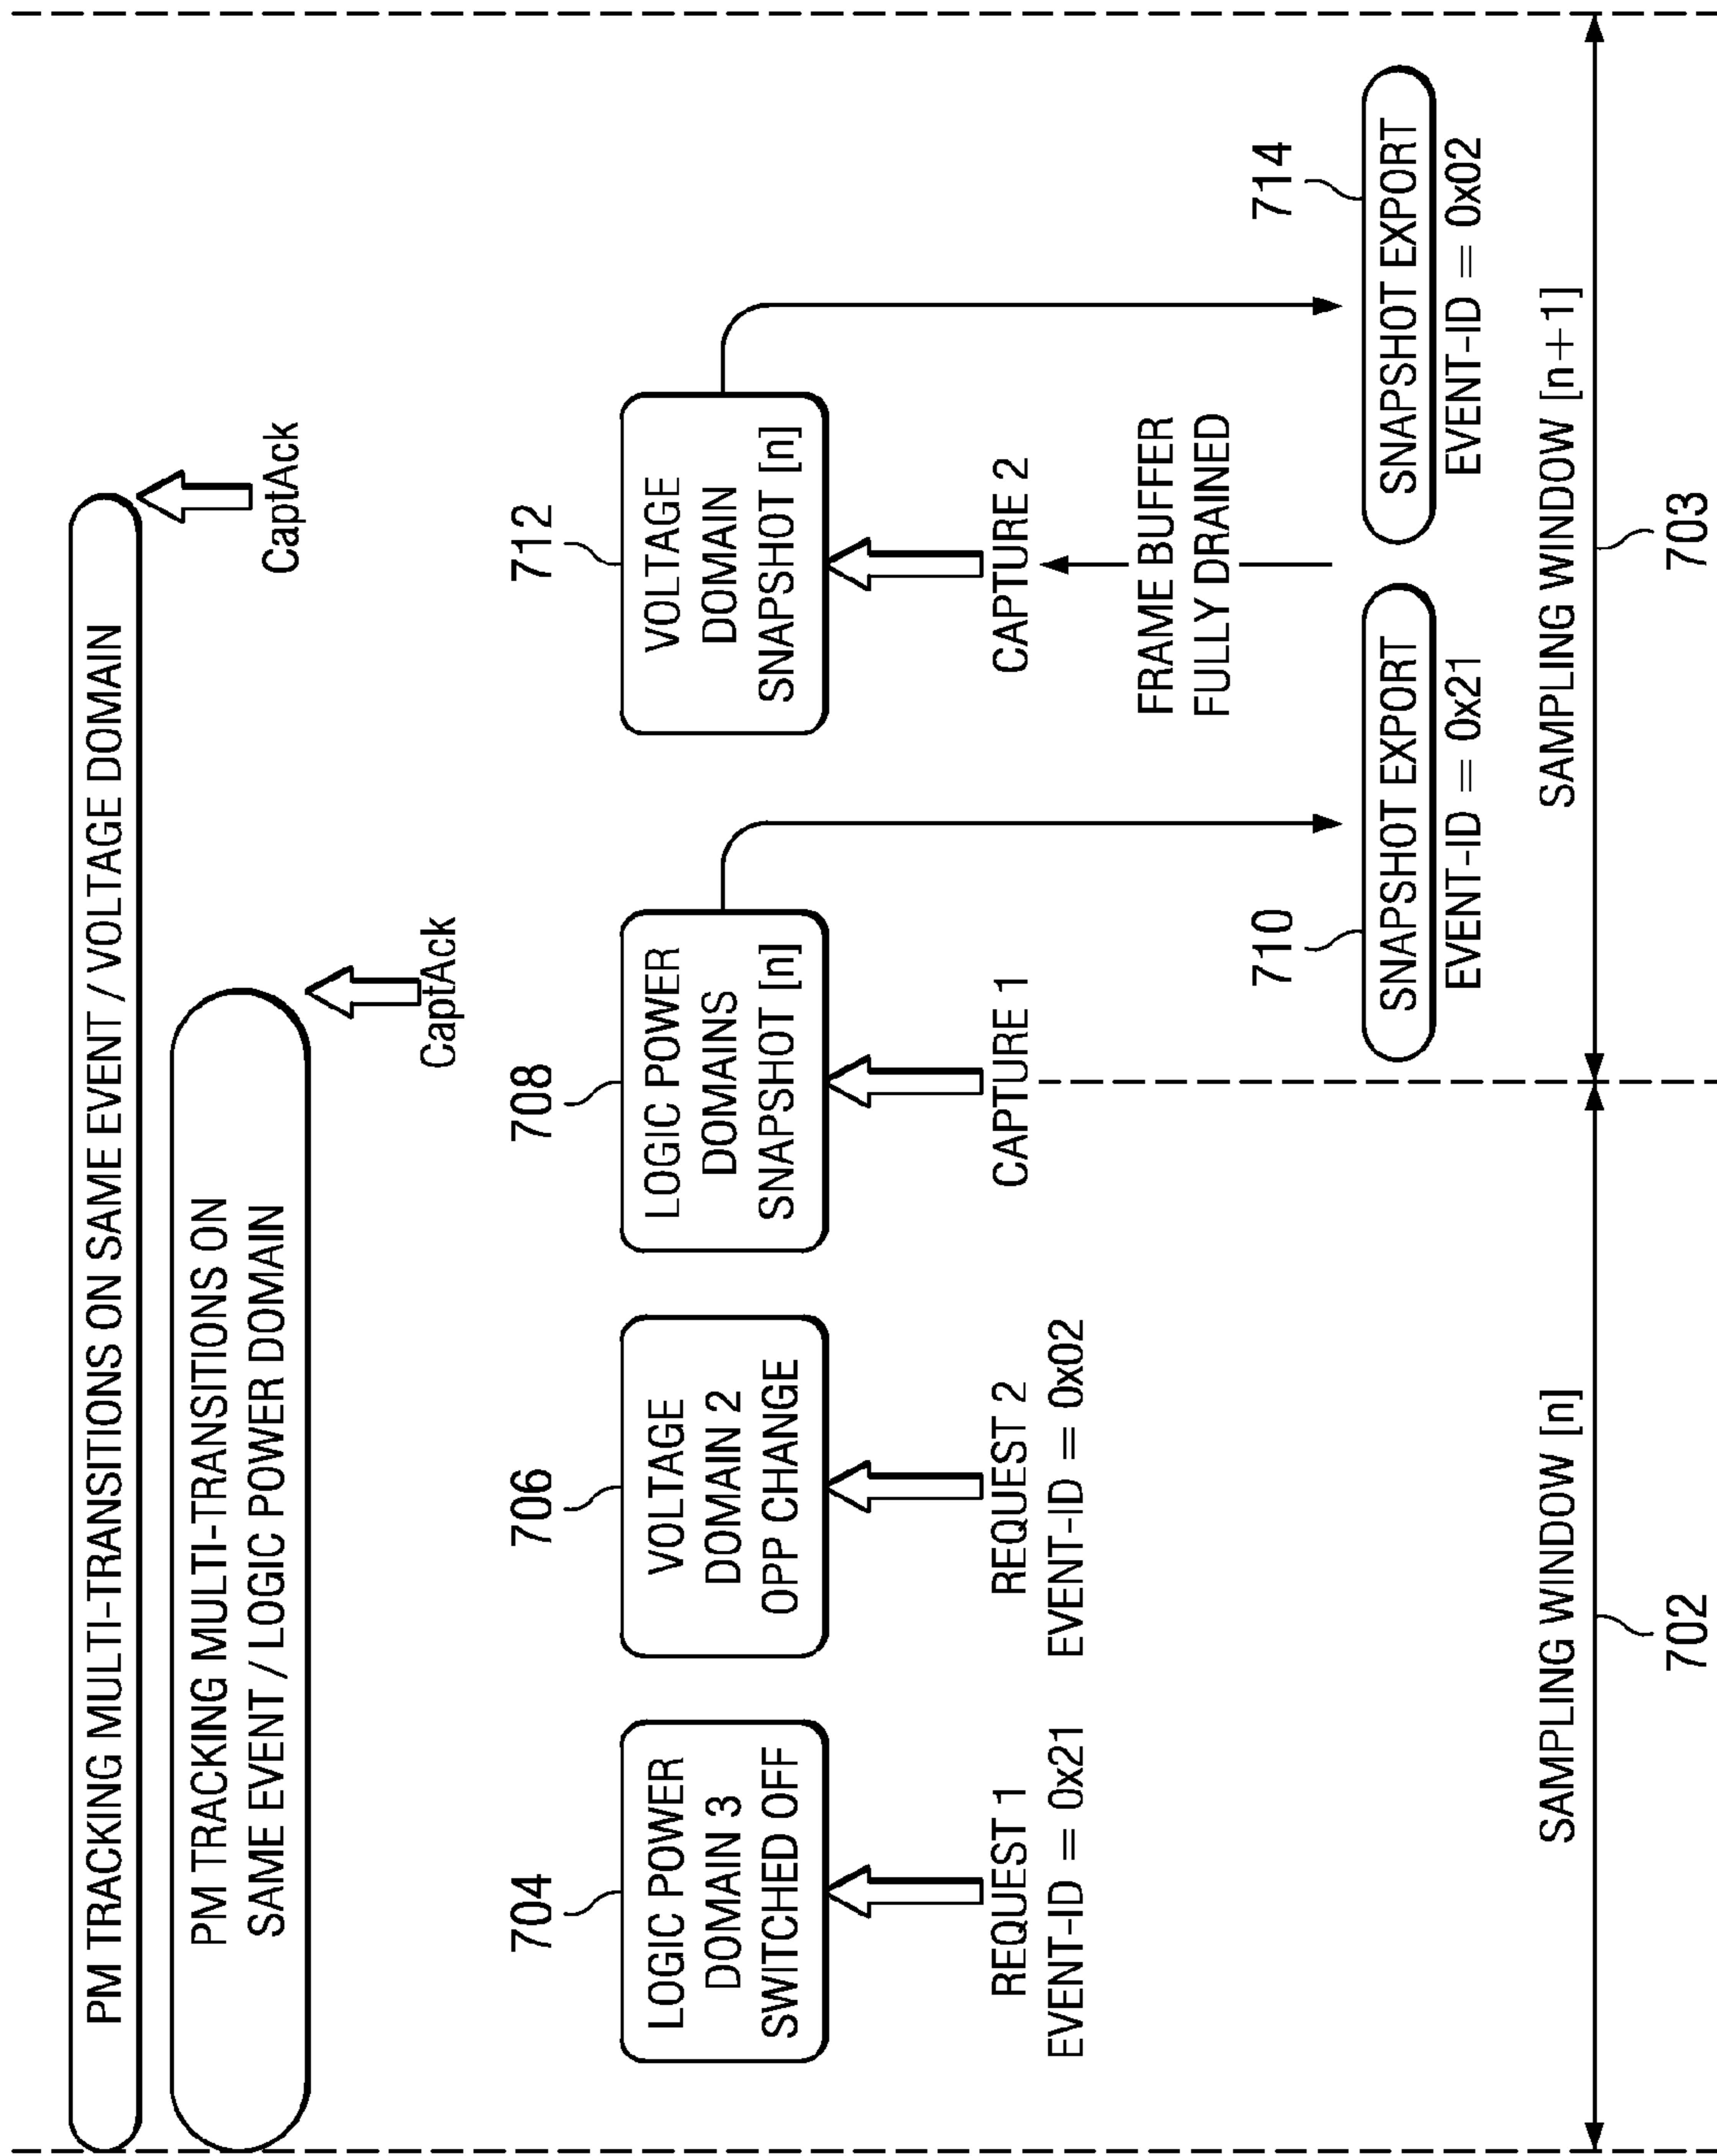 PM TRACKING MULTI-TRANSITIONS ON SAME EVENT / VOLTAGE DOMAIN
PM TRACKING MULTI-TRANSITIONS ON
SAME EVENT / LOGIC POWER DOMAIN
CaptAck
CaptAck
704
LOGIC POWER
DOMAIN 3
SWITCHED OFF
REQUEST 1
EVENT-ID = 0x21
706
VOLTAGE
DOMAIN 2
OPP CHANGE
REQUEST 2
EVENT-ID = 0x02
708
LOGIC POWER
DOMAINS
SNAPSHOT [n]
CAPTURE 1
712
VOLTAGE
DOMAIN
SNAPSHOT [n]
CAPTURE 2
FRAME BUFFER
FULLY DRAINED
710
SNAPSHOT EXPORT
EVENT-ID = 0x21
714
SNAPSHOT EXPORT
EVENT-ID = 0x02
SAMPLING WINDOW [n]
702
SAMPLING WINDOW [n+1]
703